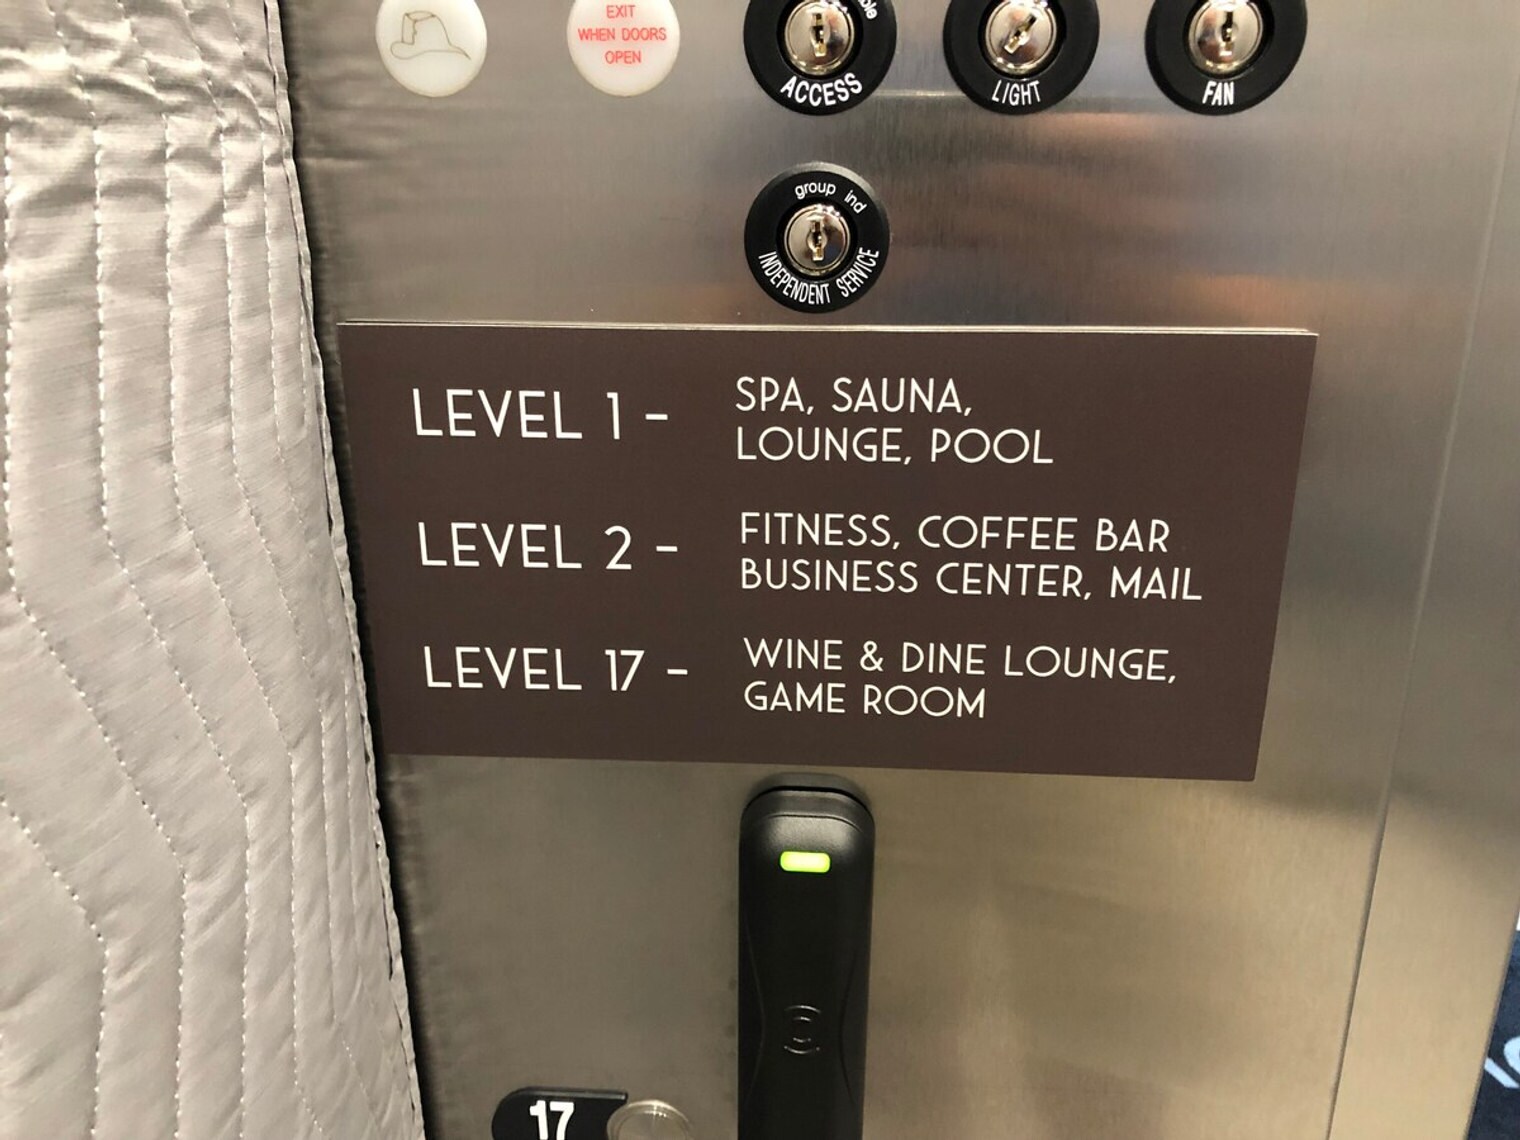 EXIT
WHEN DOORS
OPEN
ACCESS
LIGHT
FAN
group ind
INDEPENDENT SERVICE
LEVEL 1 - SPA, SAUNA,
LOUNGE, POOL
LEVEL 2 - FITNESS, COFFEE BAR
BUSINESS CENTER, MAIL
LEVEL 17 - WINE & DINE LOUNGE,
GAME ROOM
17